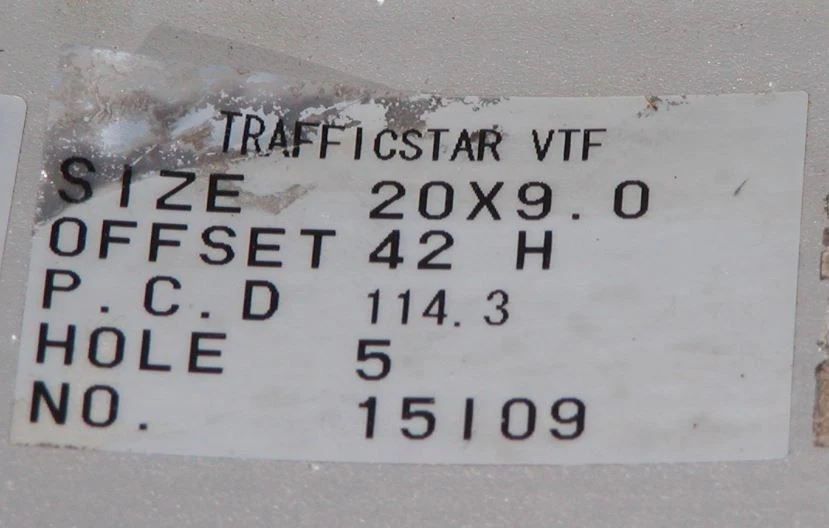 TRAFFICSTAR VTF
SIZE 20X9.0
OFFSET 42 H
P.C.D 114.3
HOLE 5
NO. 15109